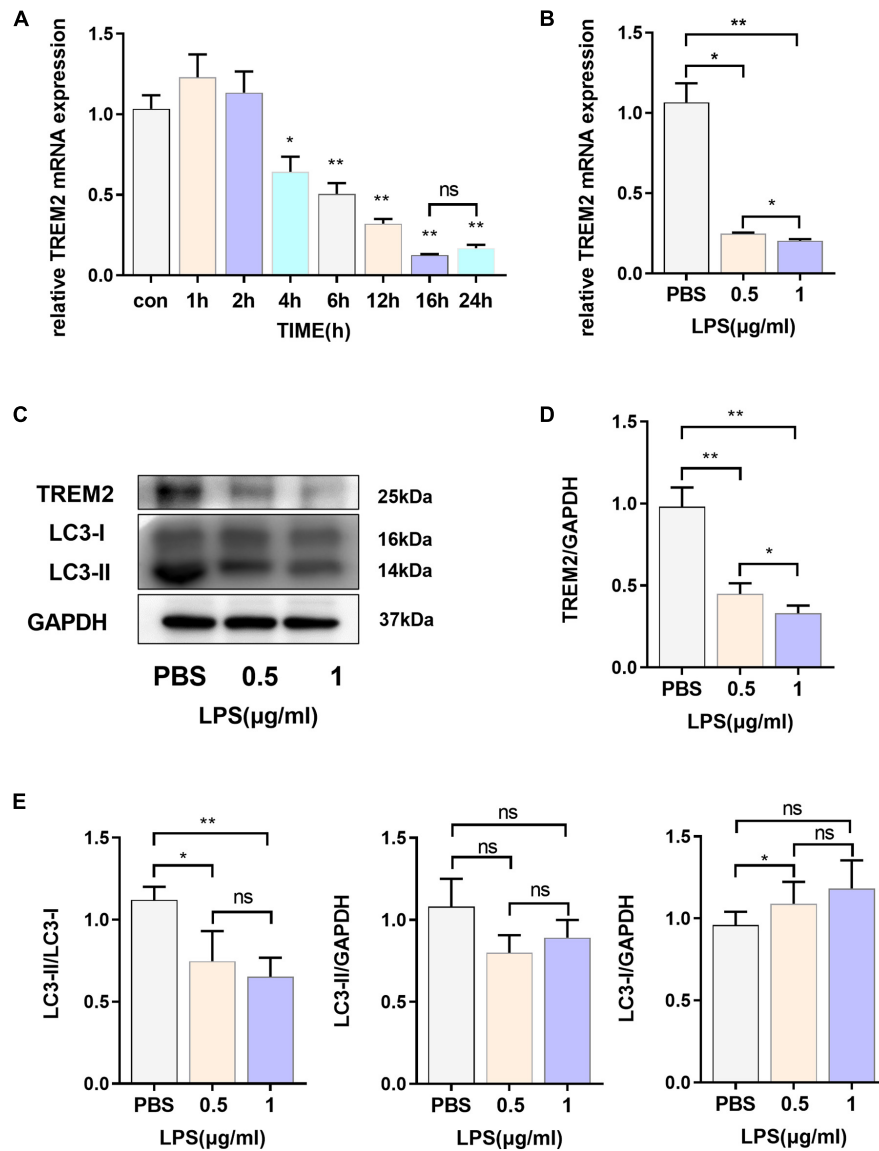 A
relative TREM2 mRNA expression
1.5
1.0
0.5
0.0
*
**
**
**
ns
**
con 1h 2h 4h 6h 12h 16h 24h
TIME(h)
B
relative TREM2 mRNA expression
1.5
1.0
0.5
0.0
**
*
*
PBS 0.5 1
LPS(µg/ml)
C
TREM2 25kDa
LC3-I 16kDa
LC3-II 14kDa
GAPDH 37kDa
PBS 0.5 1
LPS(µg/ml)
D
TREM2/GAPDH
1.5
1.0
0.5
0.0
**
**
*
PBS 0.5 1
LPS(µg/ml)
E
LC3-II/LC3-I
1.5
1.0
0.5
0.0
**
*
ns
PBS 0.5 1
LPS(µg/ml)
LC3-II/GAPDH
1.5
1.0
0.5
0.0
ns
ns
ns
PBS 0.5 1
LPS(µg/ml)
LC3-I/GAPDH
1.5
1.0
0.5
0.0
ns
ns
*
PBS 0.5 1
LPS(µg/ml)